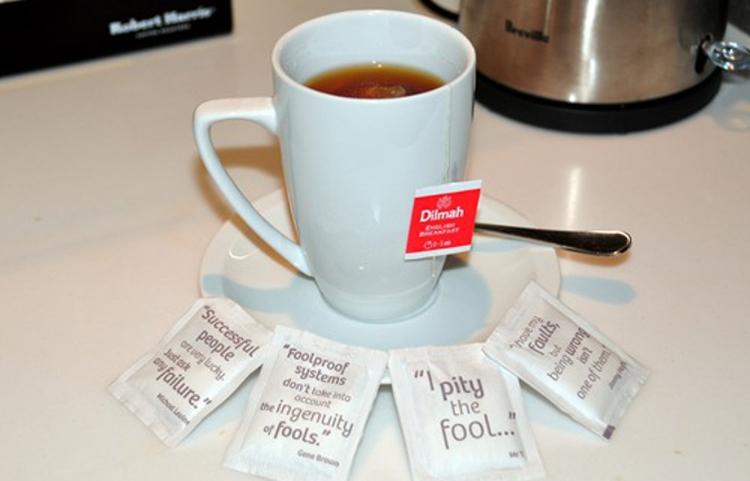 Robert Harris
Breville
Dilmah
ENGLISH
BREAKFAST
"Successful
people
are very lucky.
Just ask
any failure."
Michael Levine
"Foolproof
systems
don't take into
account
the ingenuity
of fools."
Gene Brown
"I pity
the
fool..."
Mr T
"I have my
faults,
but
being wrong
isn't
one of them."